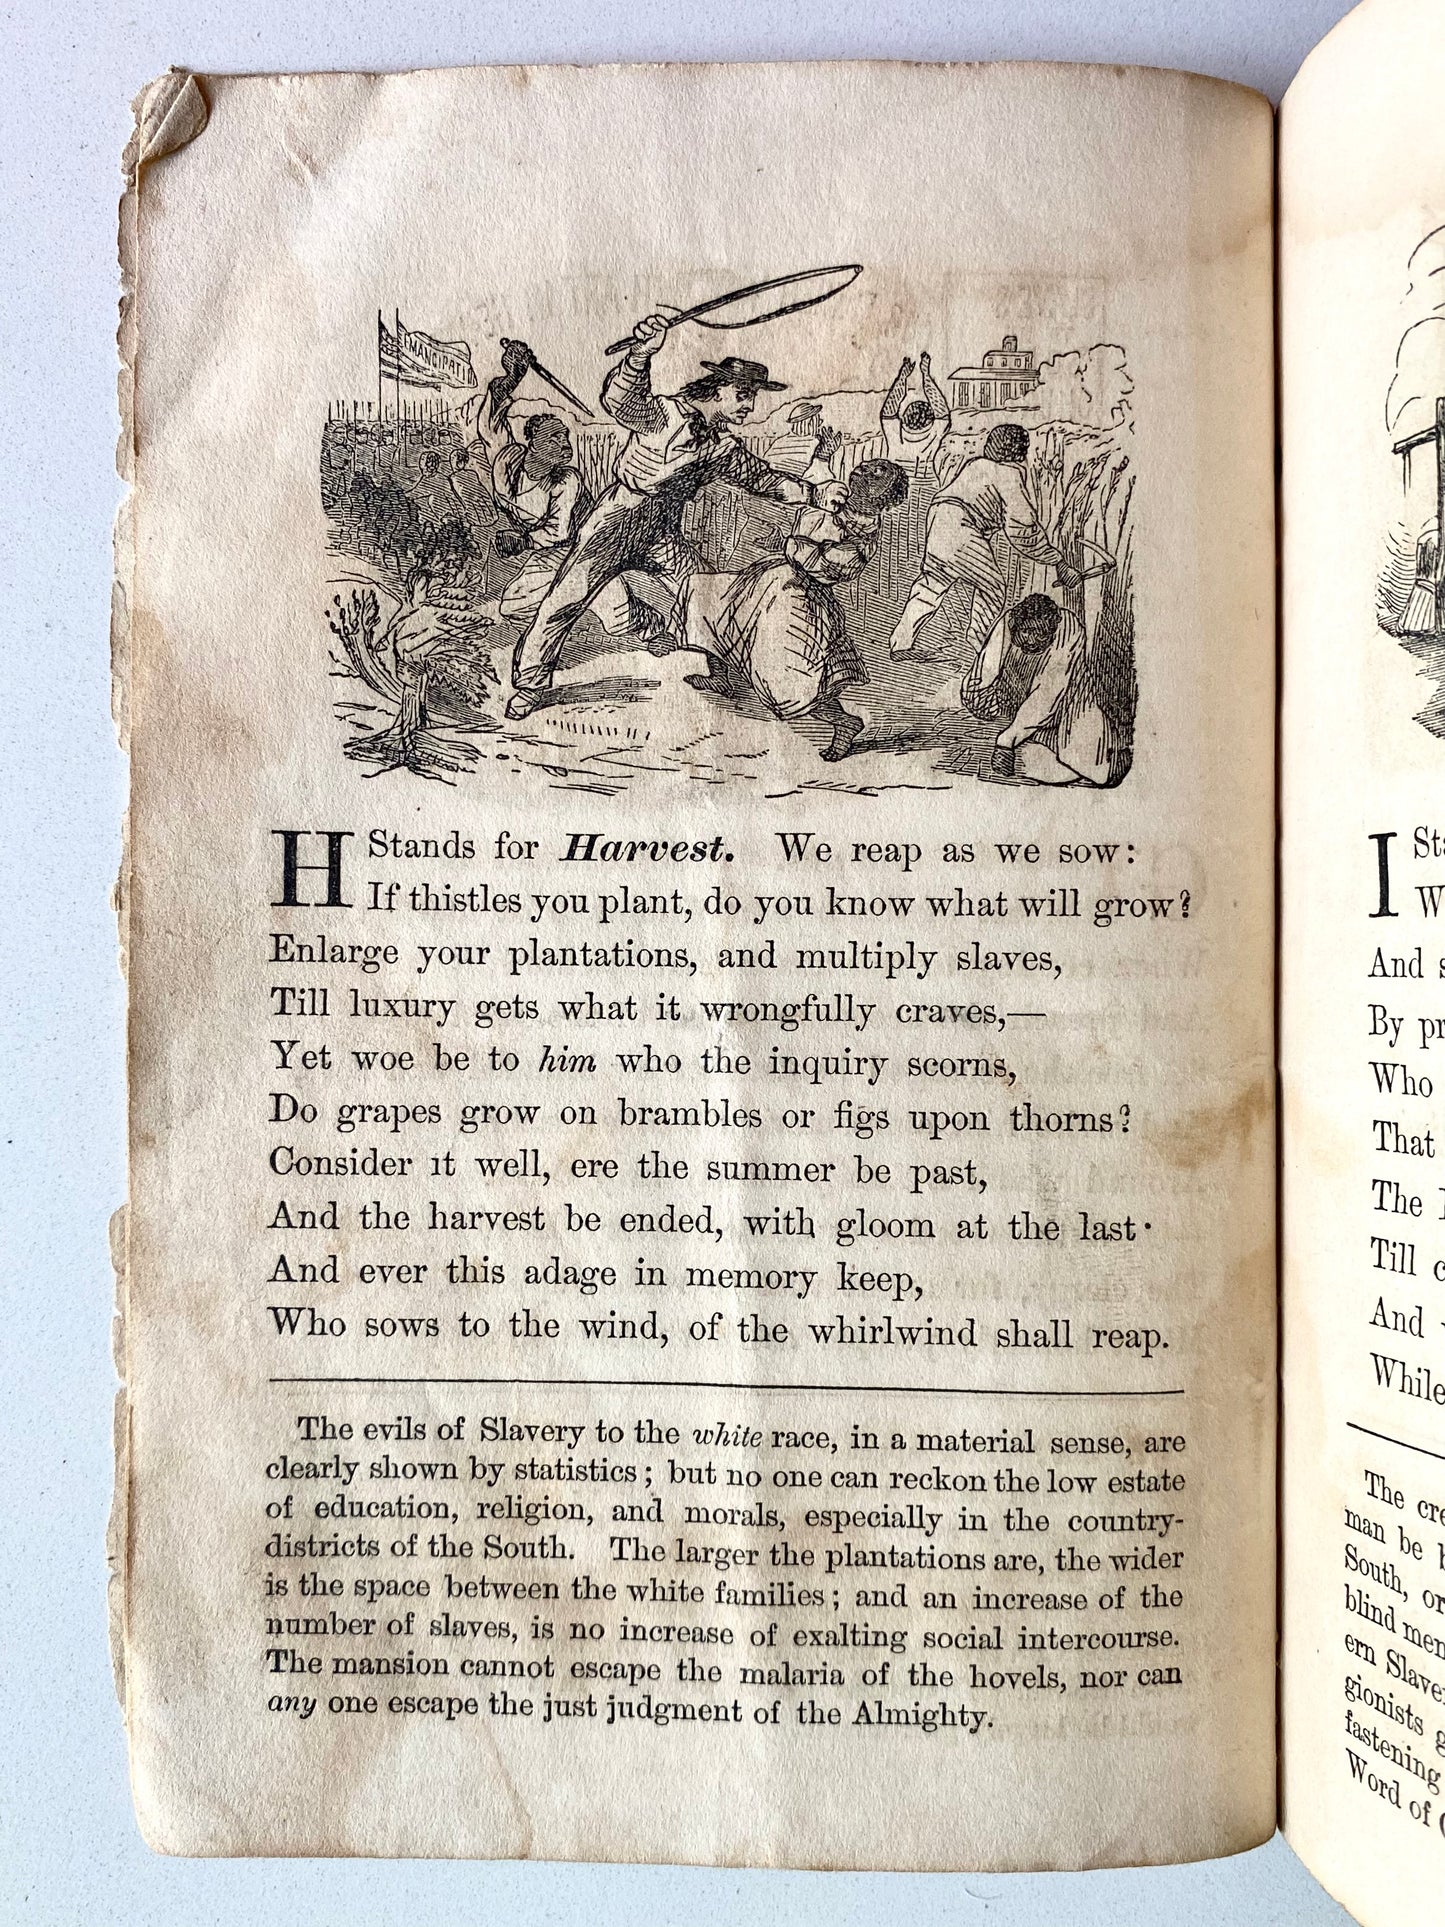 EMANCIPATI
H Stands for Harvest. We reap as we sow:
If thistles you plant, do you know what will grow?
Enlarge your plantations, and multiply slaves,
Till luxury gets what it wrongfully craves,—
Yet woe be to him who the inquiry scorns,
Do grapes grow on brambles or figs upon thorns?
Consider it well, ere the summer be past,
And the harvest be ended, with gloom at the last·
And ever this adage in memory keep,
Who sows to the wind, of the whirlwind shall reap.
The evils of Slavery to the white race, in a material sense, are
clearly shown by statistics; but no one can reckon the low estate
of education, religion, and morals, especially in the country-
districts of the South. The larger the plantations are, the wider
is the space between the white families; and an increase of the
number of slaves, is no increase of exalting social intercourse.
The mansion cannot escape the malaria of the hovels, nor can
any one escape the just judgment of the Almighty.
I
And
By
Who
That
The
Till
And
While
The
man be
South, or
blind men
ern
gionists
fastening
Word of